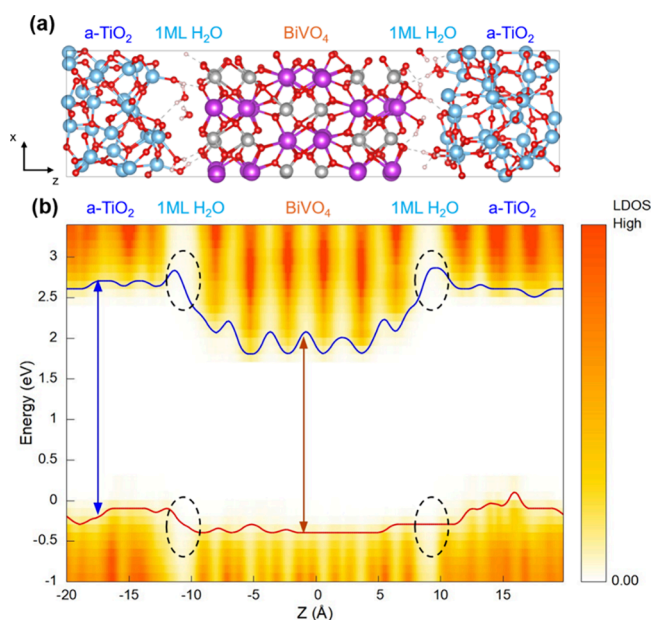 (a)
a-TiO₂ 1ML H₂O BiVO₄ 1ML H₂O a-TiO₂
x
z
(b)
a-TiO₂ 1ML H₂O BiVO₄ 1ML H₂O a-TiO₂
LDOS
High
3
2.5
2
1.5
1
0.5
0
-0.5
-1
Energy (eV)
0.00
-20 -15 -10 -5 0 5 10 15
Z (Å)